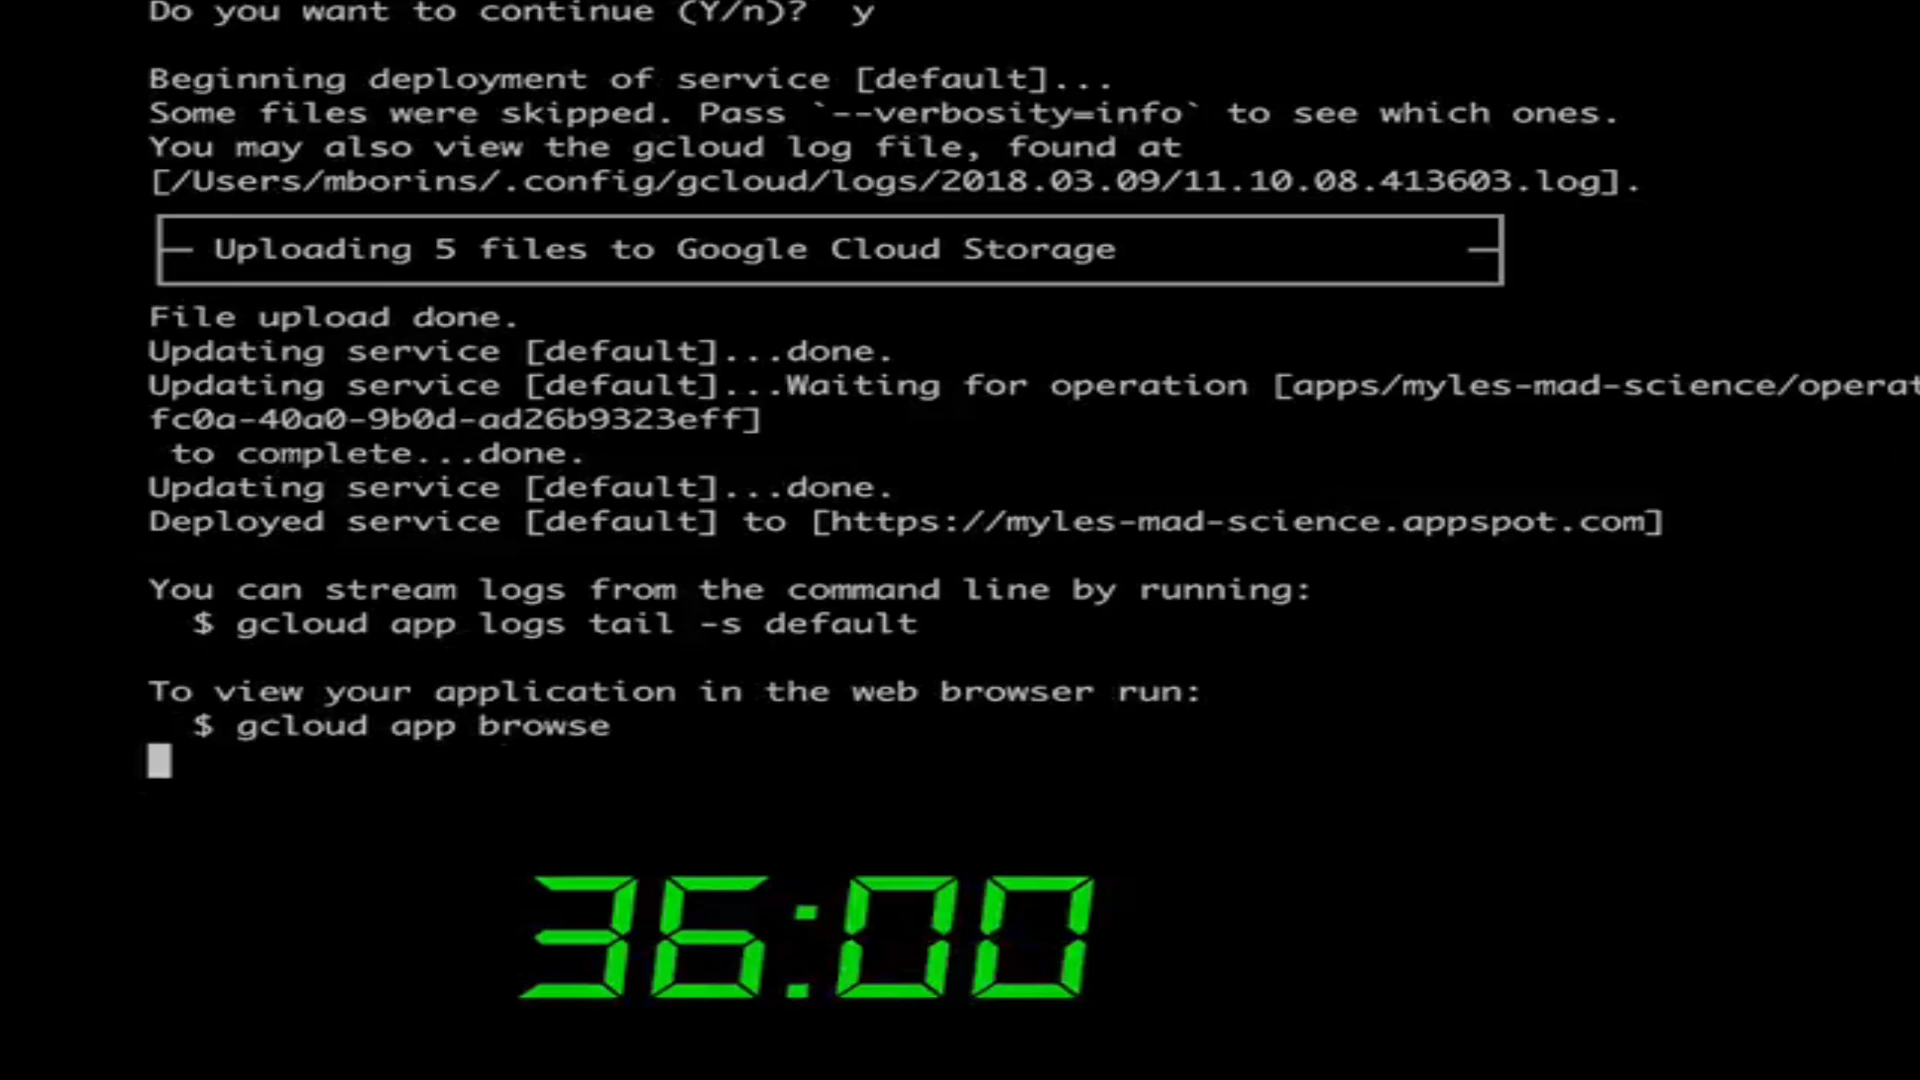 Do you want to continue (Y/n)?  y
Beginning deployment of service [default]...
Some files were skipped. Pass `--verbosity=info` to see which ones.
You may also view the gcloud log file, found at
[/Users/mborins/.config/gcloud/logs/2018.03.09/11.10.08.413603.log].
Uploading 5 files to Google Cloud Storage
File upload done.
Updating service [default]...done.
Updating service [default]...Waiting for operation [apps/myles-mad-science/operat
fc0a-40a0-9b0d-ad26b9323eff]
to complete...done.
Updating service [default]...done.
Deployed service [default] to [https://myles-mad-science.appspot.com]
You can stream logs from the command line by running:
$ gcloud app logs tail -s default
To view your application in the web browser run:
$ gcloud app browse
36:00